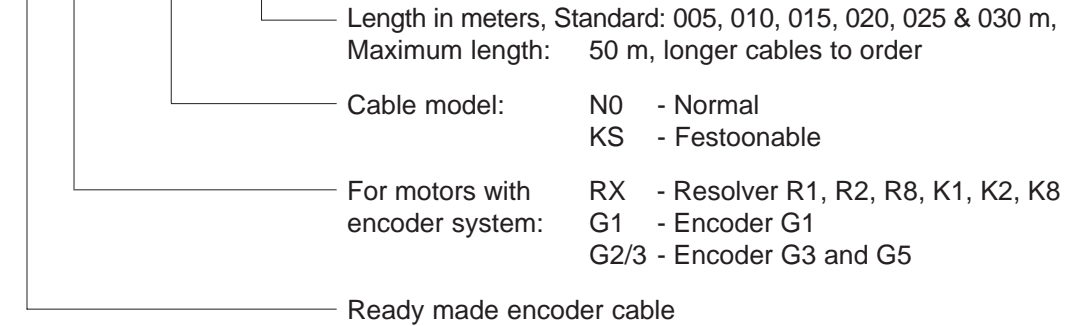 Length in meters, Standard: 005, 010, 015, 020, 025 & 030 m,
Maximum length: 50 m, longer cables to order
Cable model: N0 - Normal
KS - Festoonable
For motors with RX - Resolver R1, R2, R8, K1, K2, K8
encoder system: G1 - Encoder G1
G2/3 - Encoder G3 and G5
Ready made encoder cable